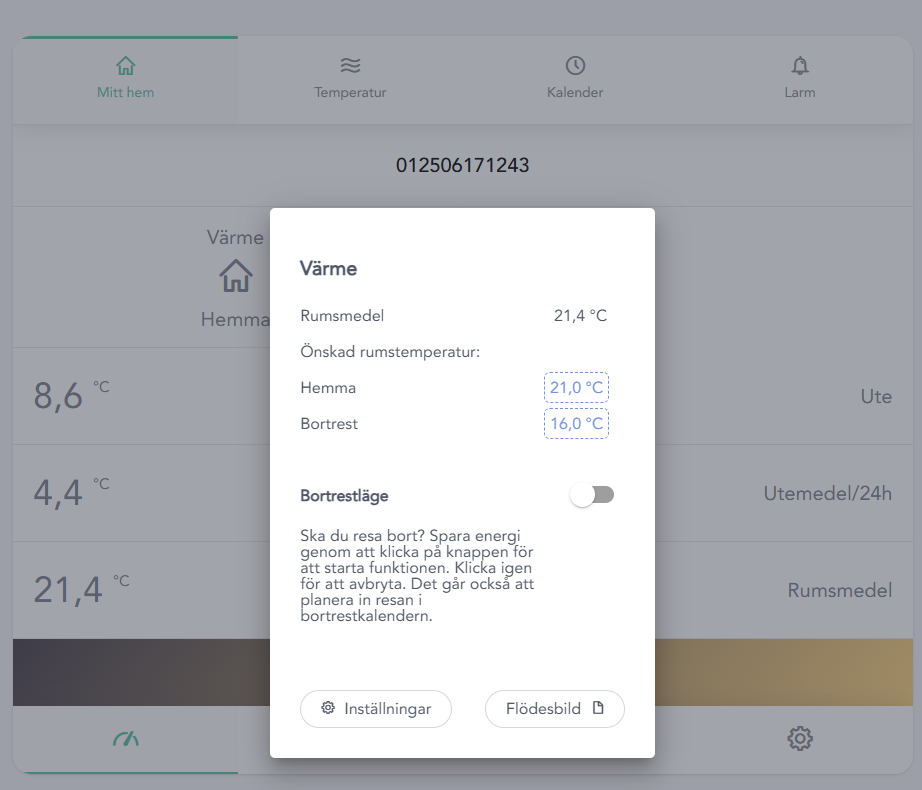 Mitt hem
Temperatur
Kalender
Larm
012506171243
Värme
Hemma
8,6 °C
Ute
4,4 °C
Utemedel/24h
21,4 °C
Rumsmedel
Värme
Rumsmedel 21,4 °C
Önskad rumstemperatur:
Hemma 21,0 °C
Bortrest 16,0 °C
Bortrestläge
Ska du resa bort? Spara energi
genom att klicka på knappen för
att starta funktionen. Klicka igen
för att avbryta. Det går också att
planera in resan i
bortrestkalendern.
Inställningar
Flödesbild